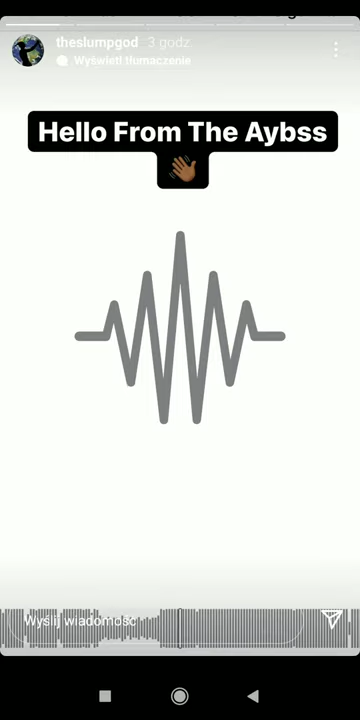 theslumpgod 3 godz.
Wyświetl tłumaczenie
Hello From The Aybss
👋🏾
Wyślij wiadomość